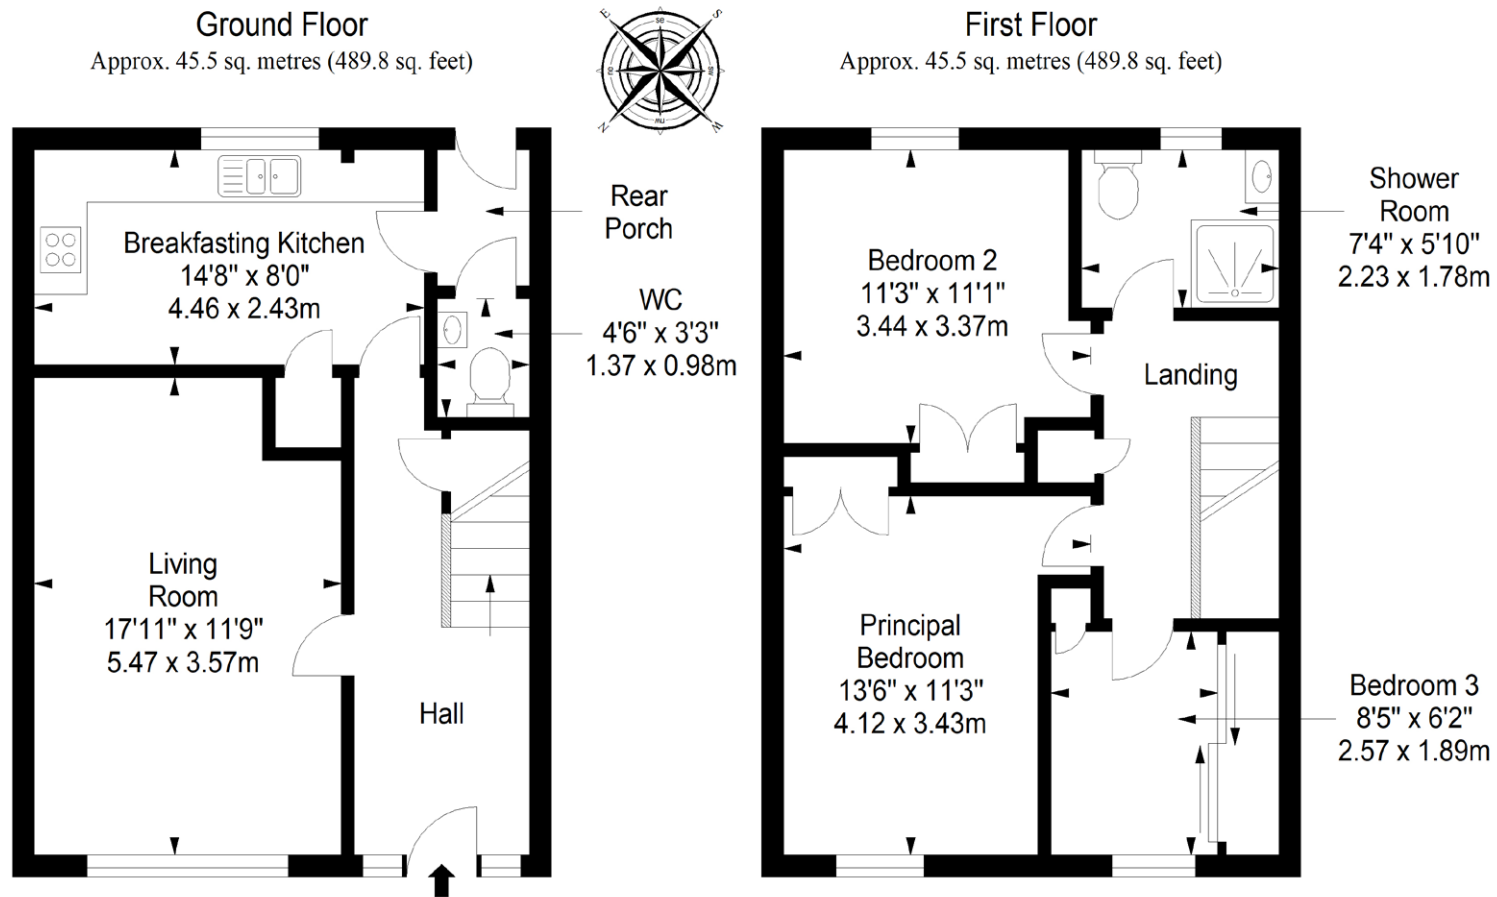 Ground Floor
Approx. 45.5 sq. metres (489.8 sq. feet)
E
se
S
ne
sw
N
nw
W
First Floor
Approx. 45.5 sq. metres (489.8 sq. feet)
Breakfasting Kitchen
14'8" x 8'0"
4.46 x 2.43m
Rear
Porch
WC
4'6" x 3'3"
1.37 x 0.98m
Living
Room
17'11" x 11'9"
5.47 x 3.57m
Hall
Bedroom 2
11'3" x 11'1"
3.44 x 3.37m
Shower
Room
7'4" x 5'10"
2.23 x 1.78m
Landing
Principal
Bedroom
13'6" x 11'3"
4.12 x 3.43m
Bedroom 3
8'5" x 6'2"
2.57 x 1.89m